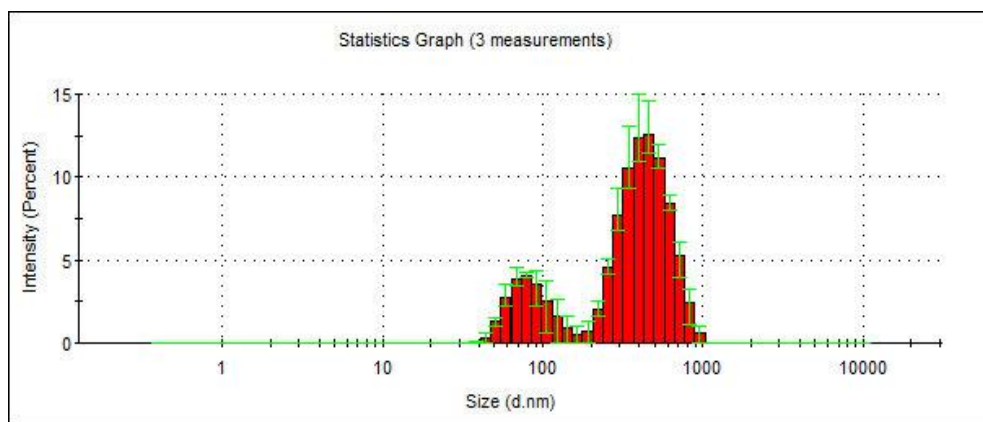 Statistics Graph (3 measurements)
15
10
5
0
Intensity (Percent)
1 10 100 1000 10000
Size (d.nm)